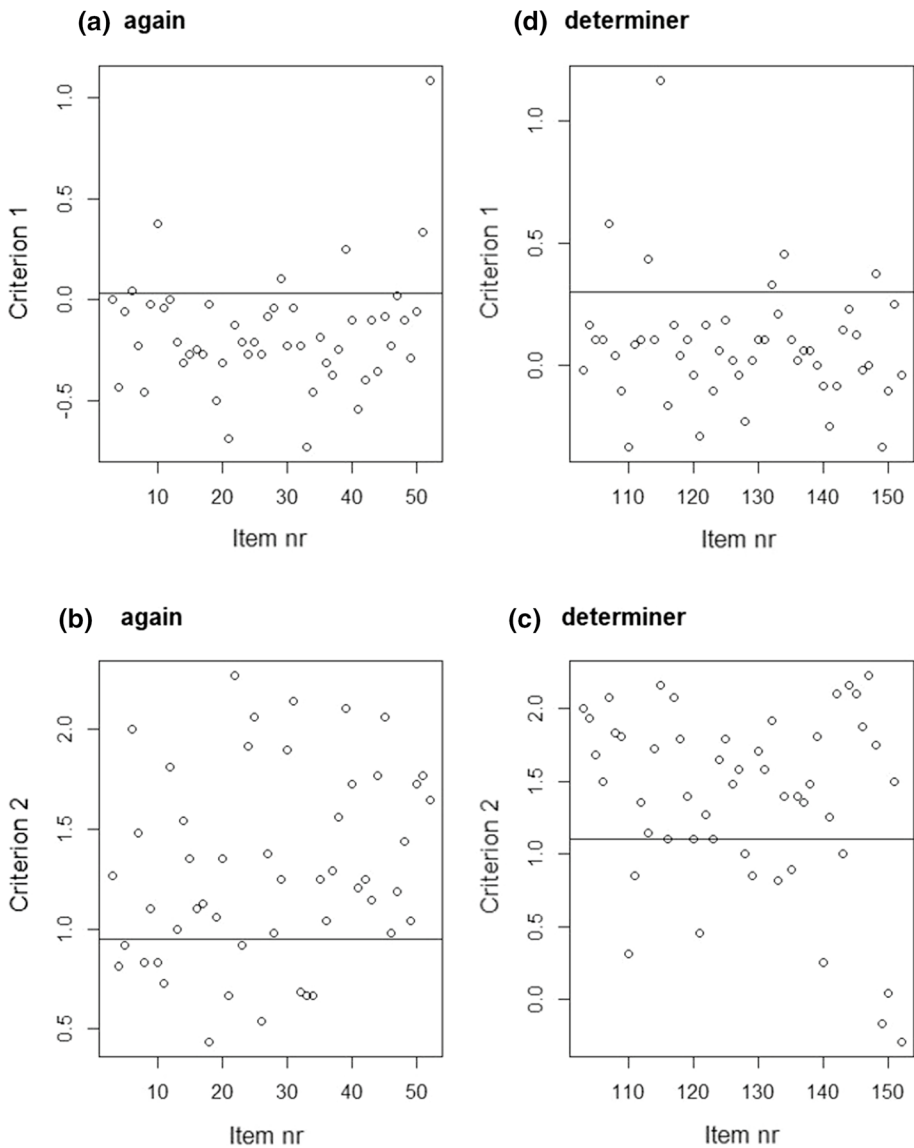 (a) again
Criterion 1
1.0
0.5
0.0
-0.5
10 20 30 40 50
Item nr
(d) determiner
Criterion 1
1.0
0.5
0.0
110 120 130 140 150
Item nr
(b) again
Criterion 2
2.0
1.5
1.0
0.5
10 20 30 40 50
Item nr
(c) determiner
Criterion 2
2.0
1.5
1.0
0.5
0.0
110 120 130 140 150
Item nr